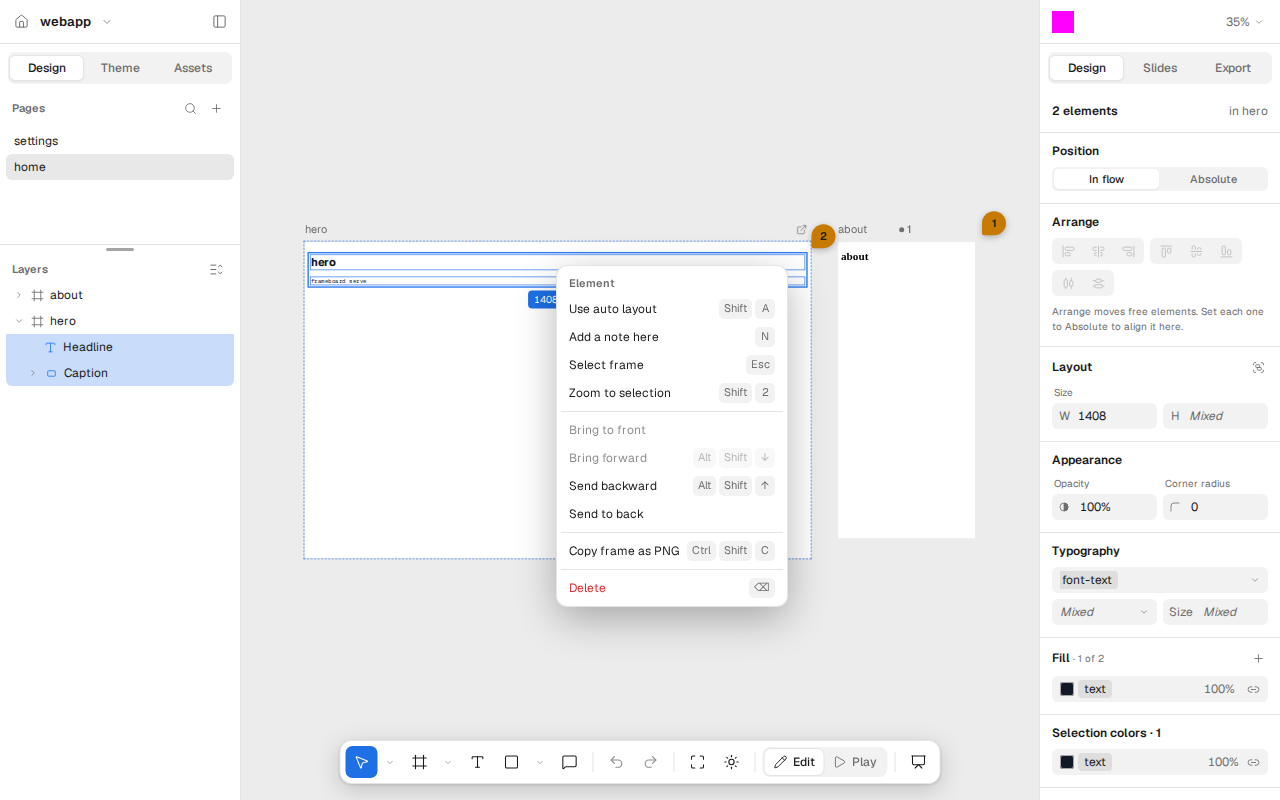 webapp
Design Theme Assets
Pages
settings
home
Layers
about
hero
Headline
Caption
hero
2
about
1
1
hero
frameboard serve
1408
about
Element
Use auto layout Shift A
Add a note here N
Select frame Esc
Zoom to selection Shift 2
Bring to front
Bring forward Alt Shift ↓
Send backward Alt Shift ↑
Send to back
Copy frame as PNG Ctrl Shift C
Delete ⌫
Edit Play
35%
Design Slides Export
2 elements in hero
Position
In flow Absolute
Arrange
Arrange moves free elements. Set each one
to Absolute to align it here.
Layout
Size
W 1408 H Mixed
Appearance
Opacity Corner radius
100% 0
Typography
font-text
Mixed Size Mixed
Fill · 1 of 2
text 100%
Selection colors · 1
text 100%